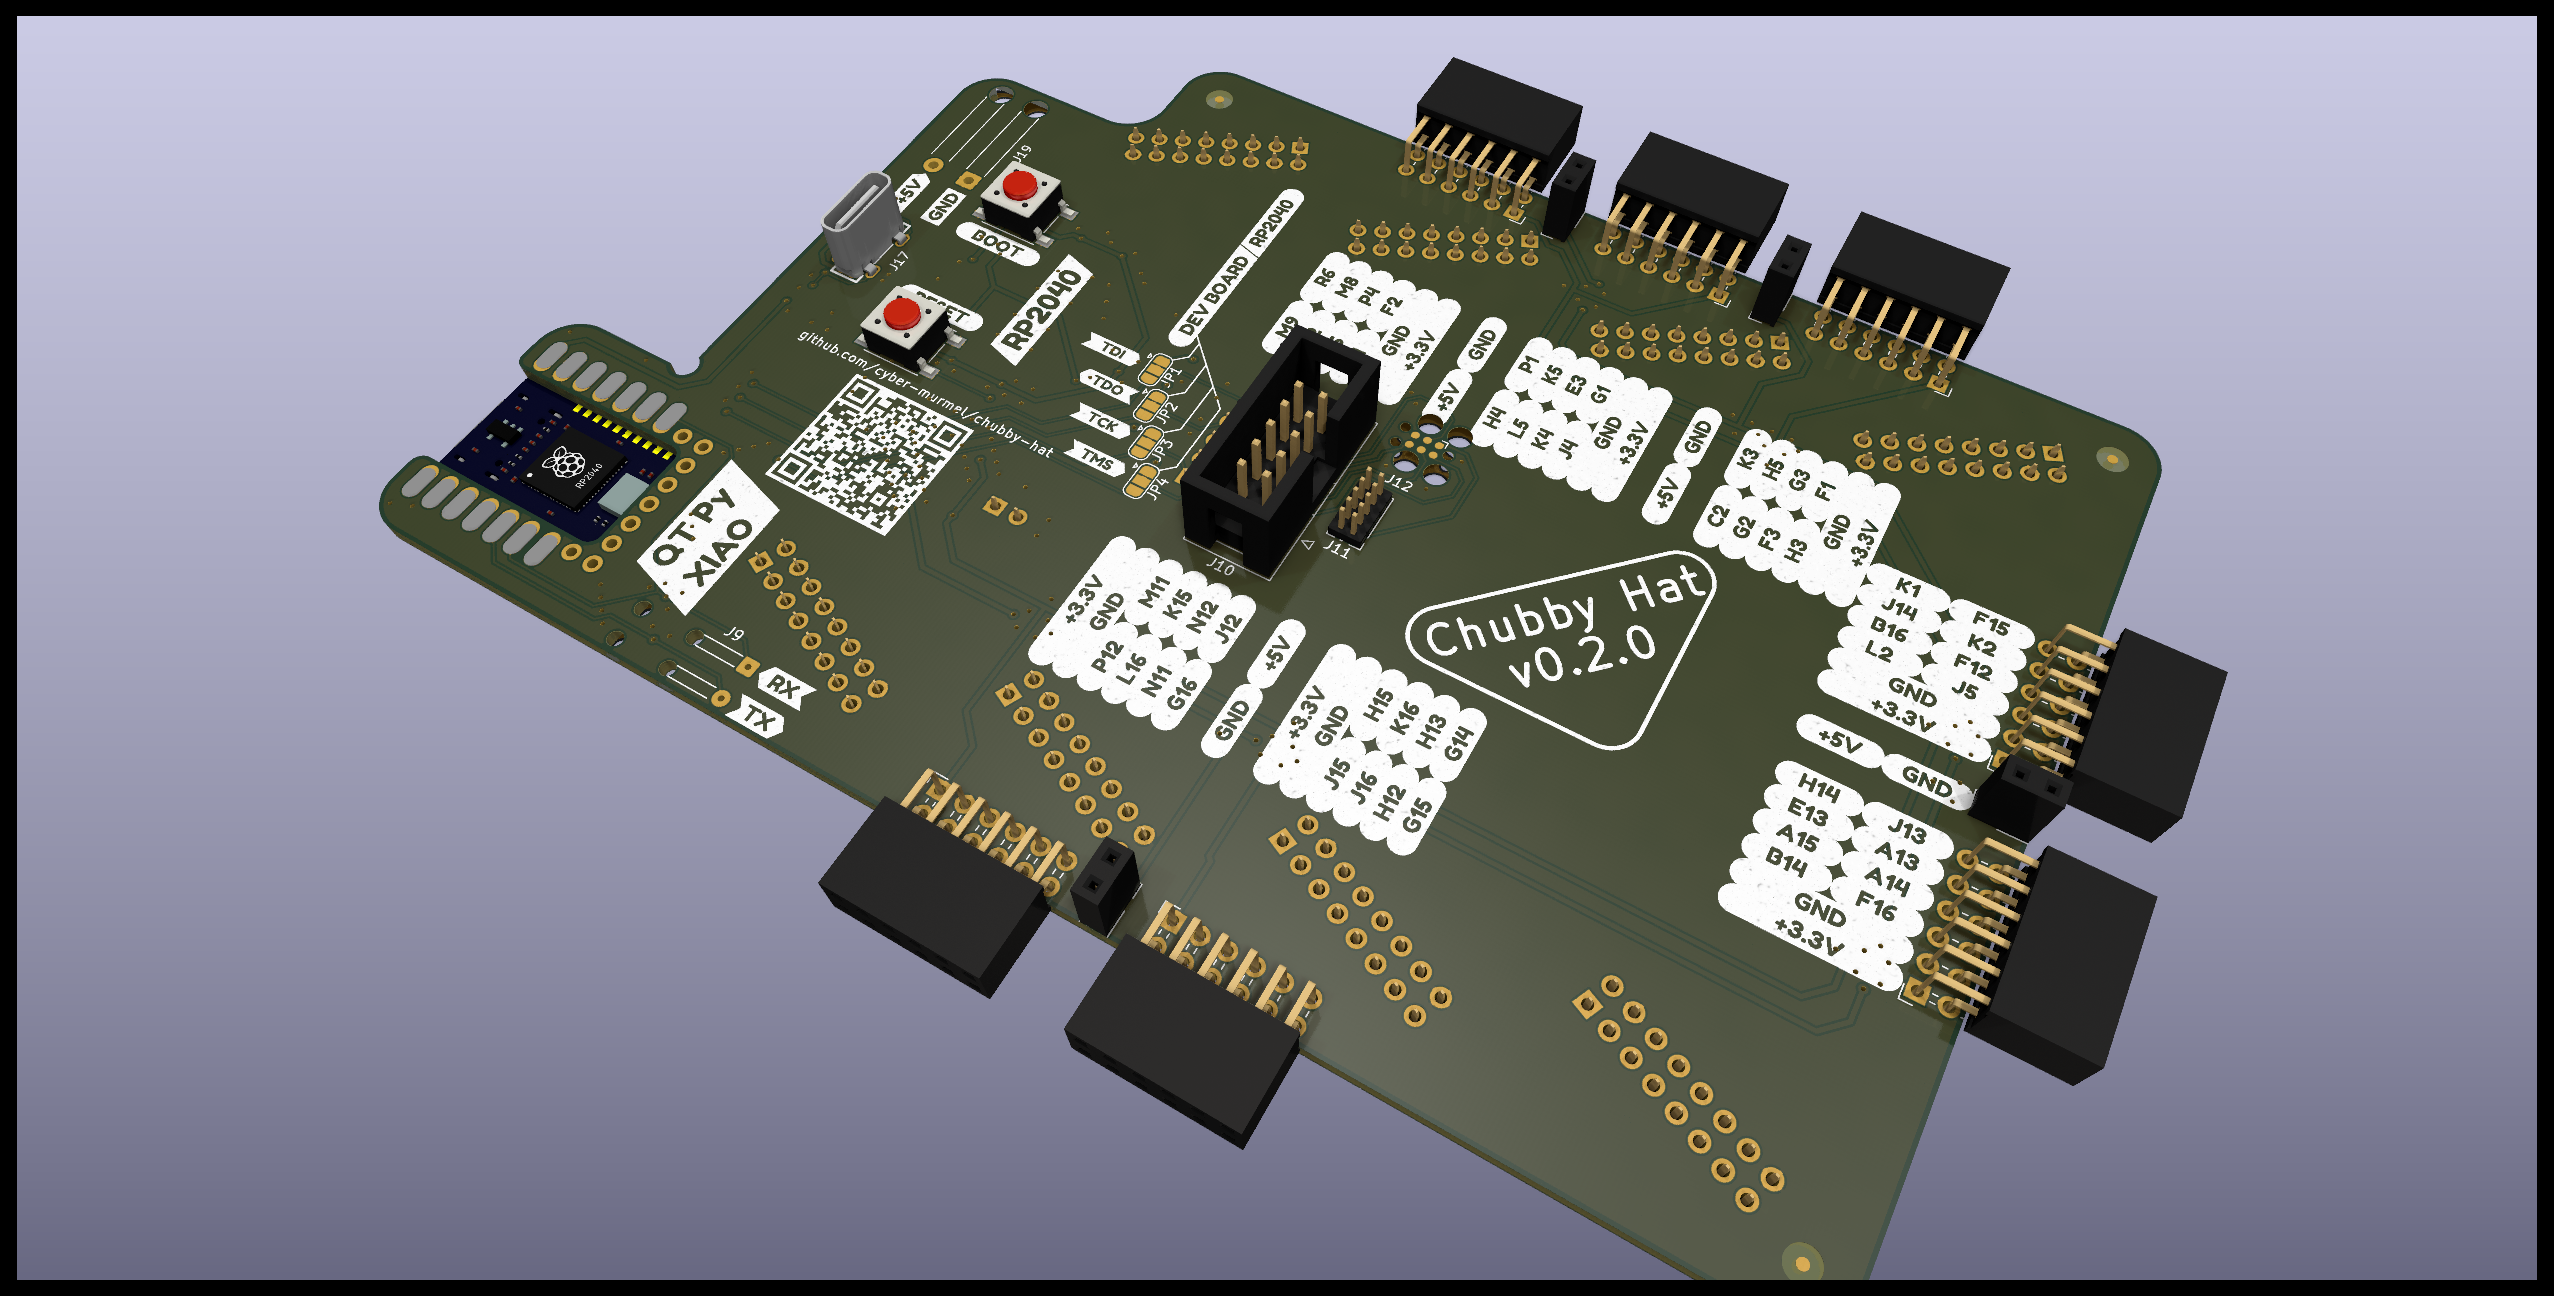 J19
+5V
GND
BOOT
J17
RP2040
DEV BOARD
RP2040
github.com/cyber-murmel/chubby-hat
TDI
TDO
TCK
TMS
JP1
JP2
JP3
JP4
RP2040
QT PY
XIAO
J9
RX
TX
J10
J11
J12
R6
M8
P4
F2
M9
GND
+3.3V
GND
+5V
P1
K5
E3
G1
H4
L5
K4
J4
GND
+3.3V
GND
+5V
K3
H5
G3
F1
C2
G2
F3
H3
GND
+3.3V
Chubby Hat
v0.2.0
K1
F15
J14
K2
B16
F12
L2
J5
GND
+3.3V
+5V
GND
H14
J13
E13
A13
A15
A14
B14
F16
GND
+3.3V
+3.3V
GND
M11
K15
N12
J12
P12
L16
N11
G16
+5V
GND
+3.3V
GND
H15
K16
H13
G14
J15
J16
H12
G15